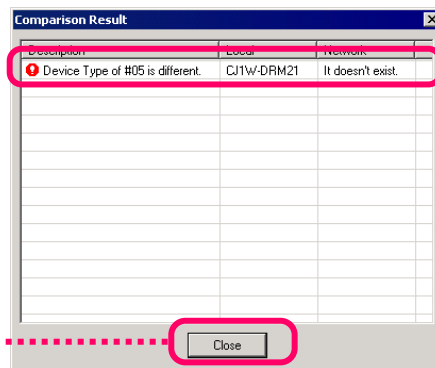 Comparison Result
Description Local Network
Device Type of #05 is different. CJ1W-DRM21 It doesn't exist.
Close